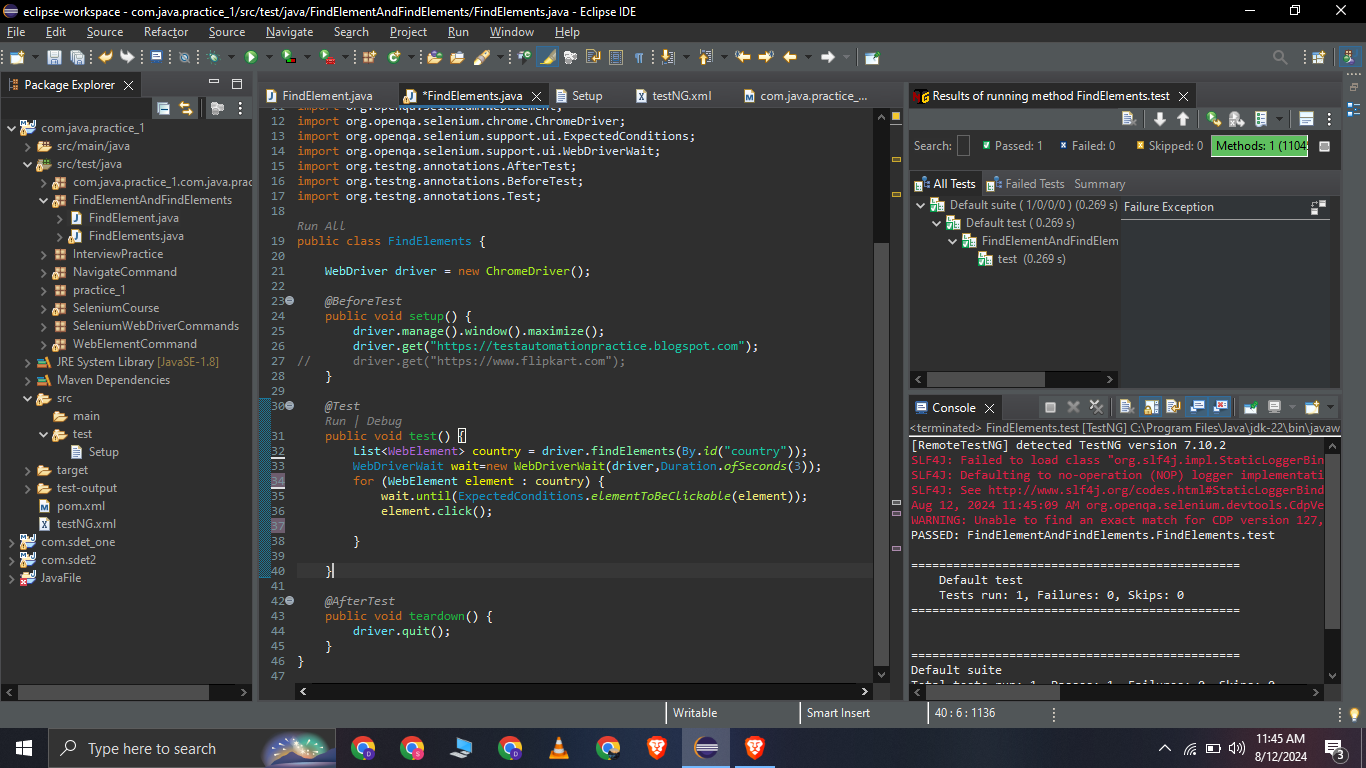 eclipse-workspace - com.java.practice_1/src/test/java/FindElementAndFindElements/FindElements.java - Eclipse IDE
File Edit Source Refactor Source Navigate Search Project Run Window Help
Package Explorer
com.java.practice_1
src/main/java
src/test/java
com.java.practice_1.com.java.prac
FindElementAndFindElements
FindElement.java
FindElements.java
InterviewPractice
NavigateCommand
practice_1
SeleniumCourse
SeleniumWebDriverCommands
WebElementCommand
JRE System Library [JavaSE-1.8]
Maven Dependencies
src
main
test
Setup
target
test-output
pom.xml
testNG.xml
com.sdet_one
com.sdet2
JavaFile
FindElement.java *FindElements.java Setup testNG.xml com.java.practice_...
11 import org.openqa.selenium.WebElement;
12 import org.openqa.selenium.chrome.ChromeDriver;
13 import org.openqa.selenium.support.ui.ExpectedConditions;
14 import org.openqa.selenium.support.ui.WebDriverWait;
15 import org.testng.annotations.AfterTest;
16 import org.testng.annotations.BeforeTest;
17 import org.testng.annotations.Test;
18
Run All
19 public class FindElements {
20
21 WebDriver driver = new ChromeDriver();
22
23 @BeforeTest
24 public void setup() {
25 driver.manage().window().maximize();
26 driver.get("https://testautomationpractice.blogspot.com");
27 // driver.get("https://www.flipkart.com");
28 }
29
30 @Test
Run | Debug
31 public void test() {
32 List<WebElement> country = driver.findElements(By.id("country"));
33 WebDriverWait wait=new WebDriverWait(driver,Duration.ofSeconds(3));
34 for (WebElement element : country) {
35 wait.until(ExpectedConditions.elementToBeClickable(element));
36 element.click();
37
38 }
39
40 }
41
42 @AfterTest
43 public void teardown() {
44 driver.quit();
45 }
46 }
47
Results of running method FindElements.test
Search: Passed: 1 Failed: 0 Skipped: 0 Methods: 1 (1104
All Tests Failed Tests Summary
Default suite ( 1/0/0/0 ) (0.269 s)
Default test ( 0.269 s)
FindElementAndFindElem
test (0.269 s)
Failure Exception
Console
<terminated> FindElements.test [TestNG] C:\Program Files\Java\jdk-22\bin\javaw
[RemoteTestNG] detected TestNG version 7.10.2
SLF4J: Failed to load class "org.slf4j.impl.StaticLoggerBin
SLF4J: Defaulting to no-operation (NOP) logger implementati
SLF4J: See http://www.slf4j.org/codes.html#StaticLoggerBind
Aug 12, 2024 11:45:09 AM org.openqa.selenium.devtools.CdpVe
WARNING: Unable to find an exact match for CDP version 127,
PASSED: FindElementAndFindElements.FindElements.test
===============================================
Default test
Tests run: 1, Failures: 0, Skips: 0
===============================================
===============================================
Default suite
Total tests run: 1, Passes: 1, Failures: 0, Skips: 0
Writable Smart Insert 40 : 6 : 1136
Type here to search
11:45 AM
8/12/2024
3